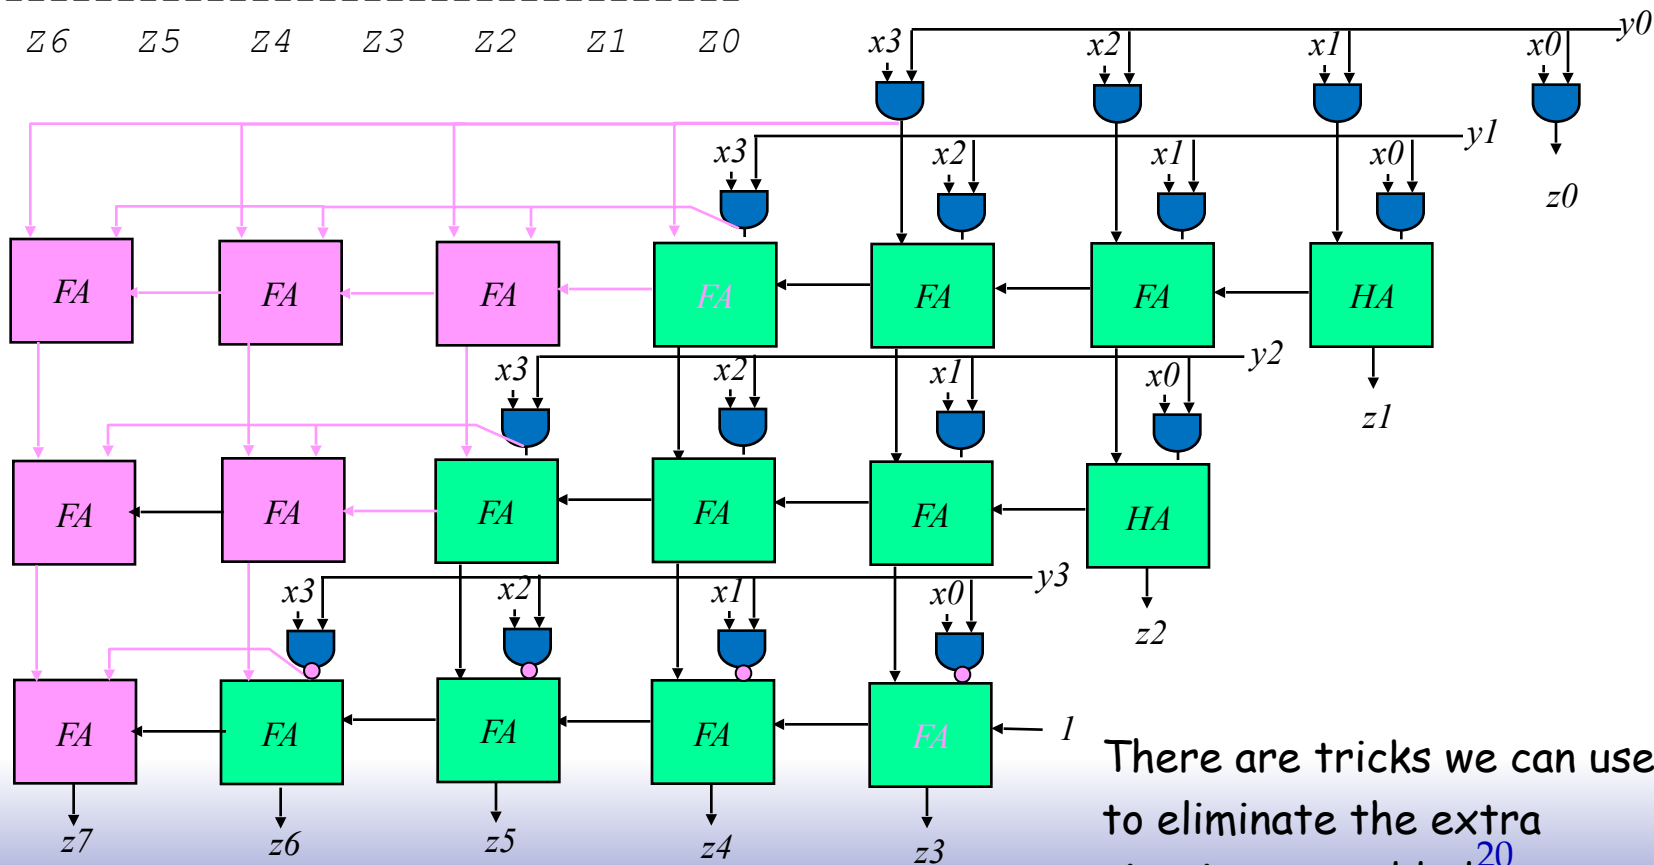 Z6 Z5 Z4 Z3 Z2 Z1 Z0
y0
x3 x2 x1 x0
y1
x3 x2 x1 x0
z0
FA FA FA FA FA FA HA
y2
x3 x2 x1 x0
z1
FA FA FA FA FA HA
y3
x3 x2 x1 x0
z2
FA FA FA FA FA 1
z7 z6 z5 z4 z3
There are tricks we can use
to eliminate the extra
20